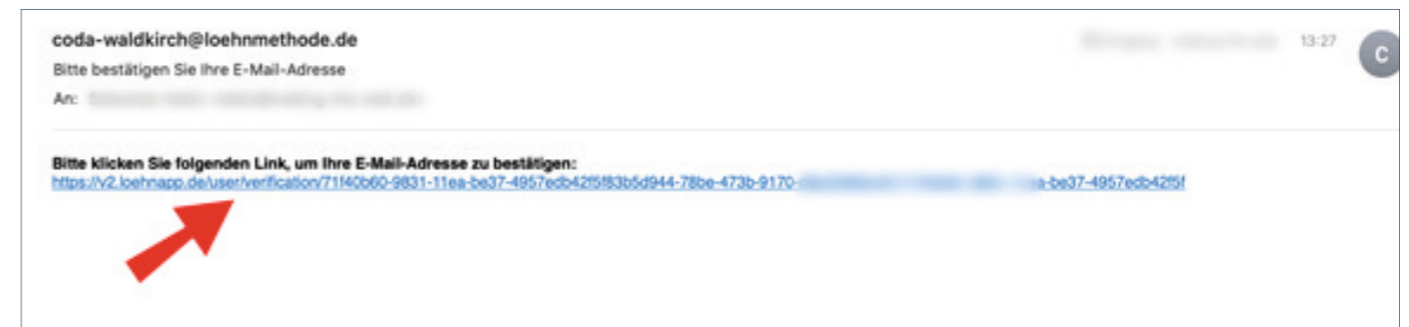 coda-waldkirch@loehnmethode.de
13:27
C
Bitte bestätigen Sie Ihre E-Mail-Adresse
An:
Bitte klicken Sie folgenden Link, um Ihre E-Mail-Adresse zu bestätigen:
https://v2.loehnapp.de/user/verification/71f40b60-9831-11ea-be37-4957edb42f5f83b5d944-78be-473b-9170- a-be37-4957edb42f5f